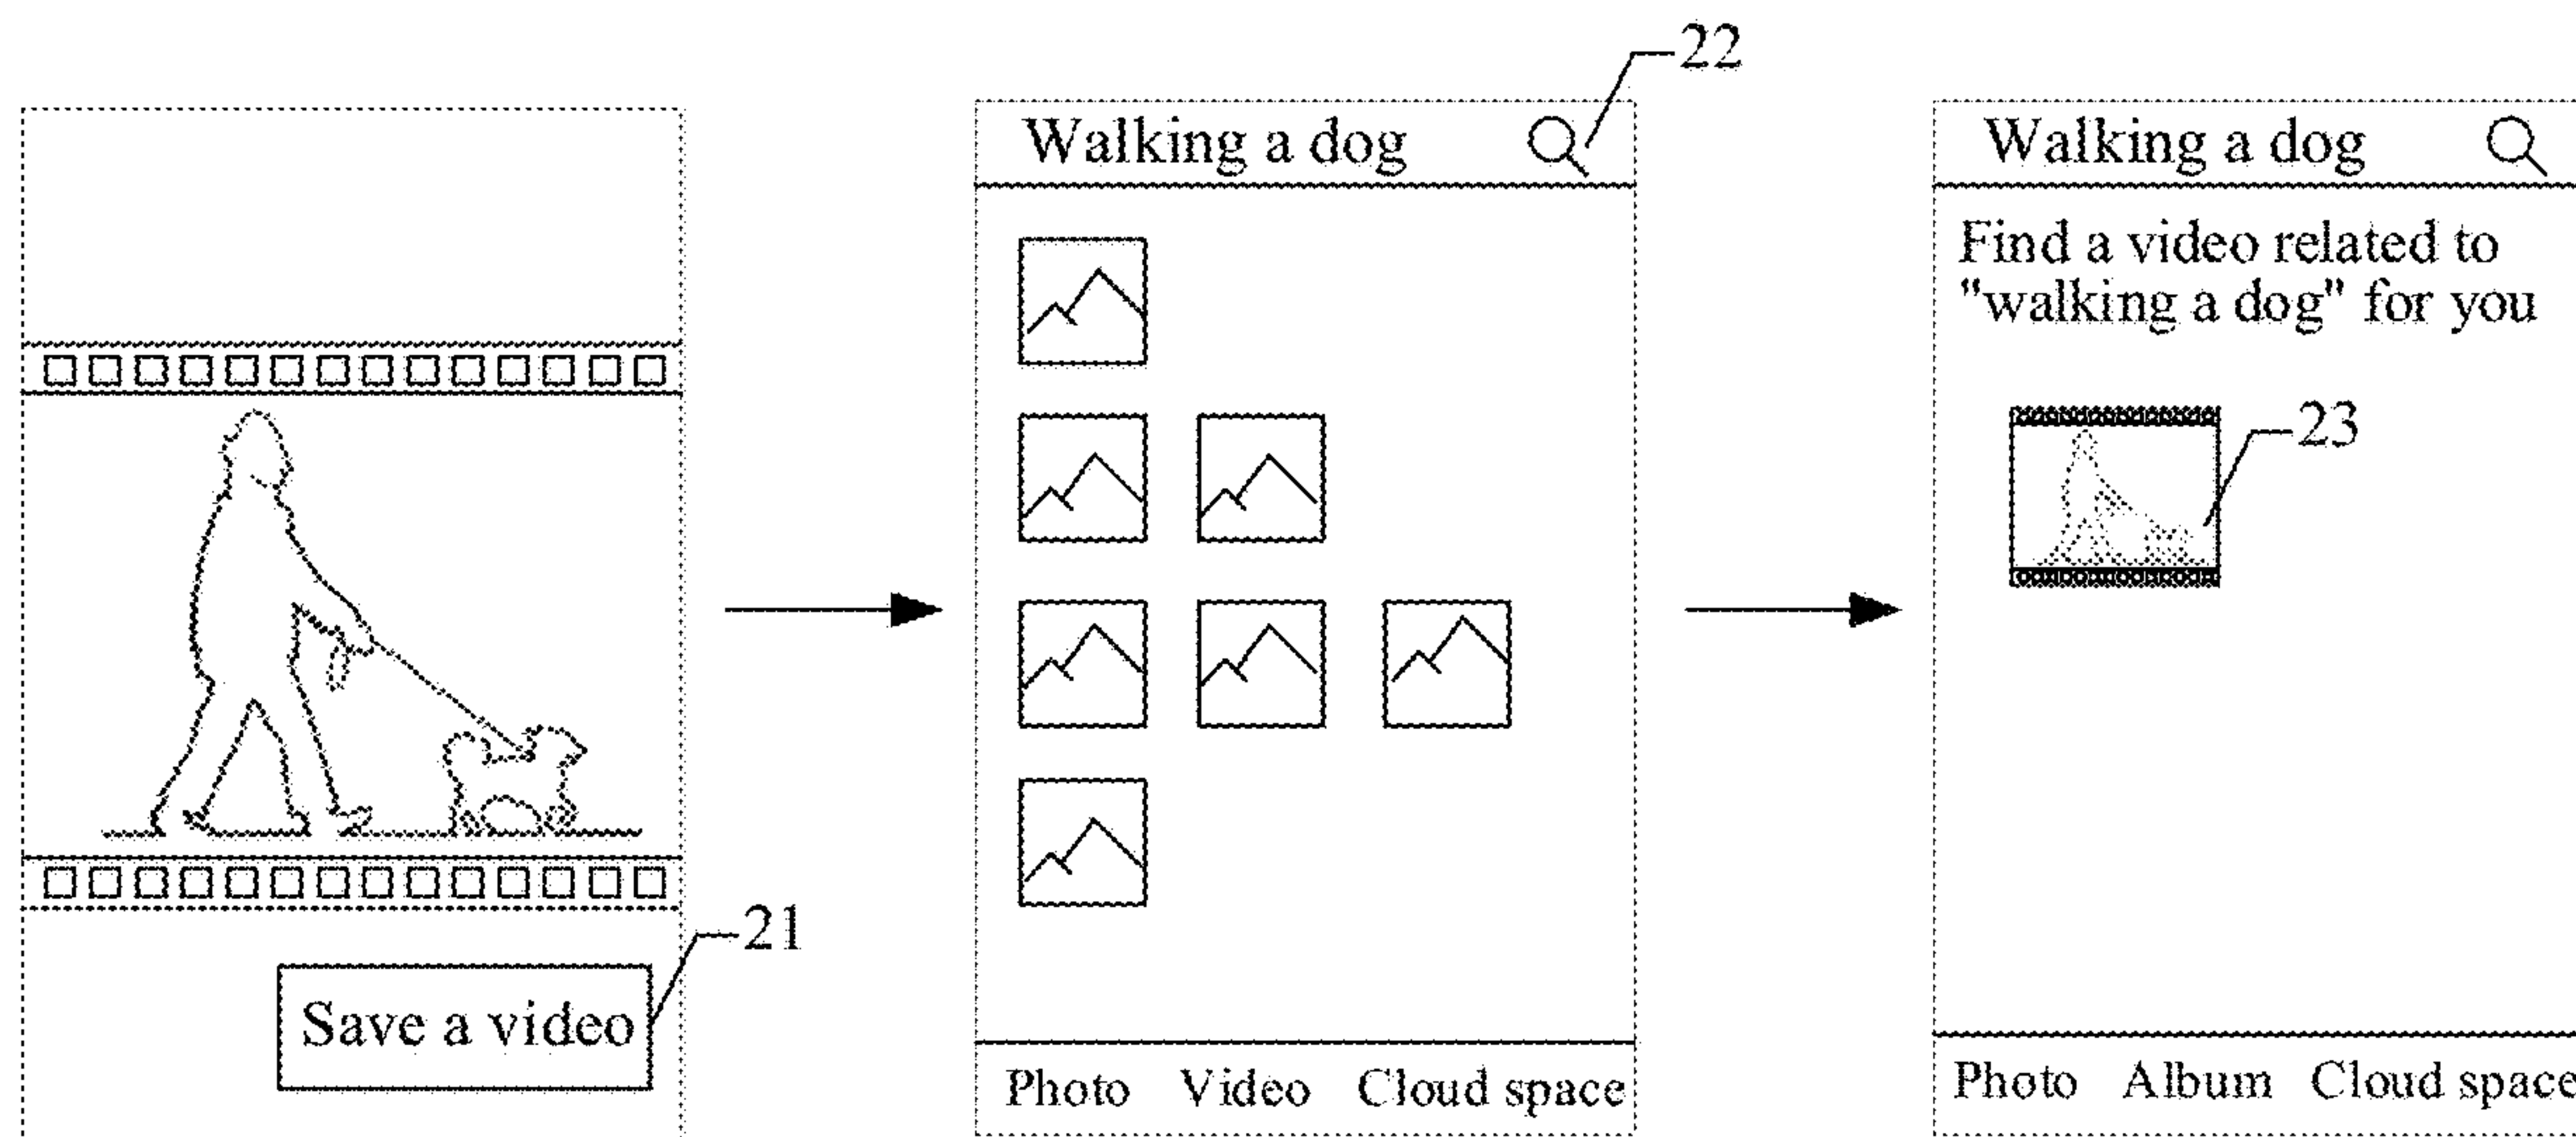 22
Walking a dog
Walking a dog
Find a video related to
"walking a dog" for you
23
21
Save a video
Photo Video Cloud space
Photo Album Cloud space